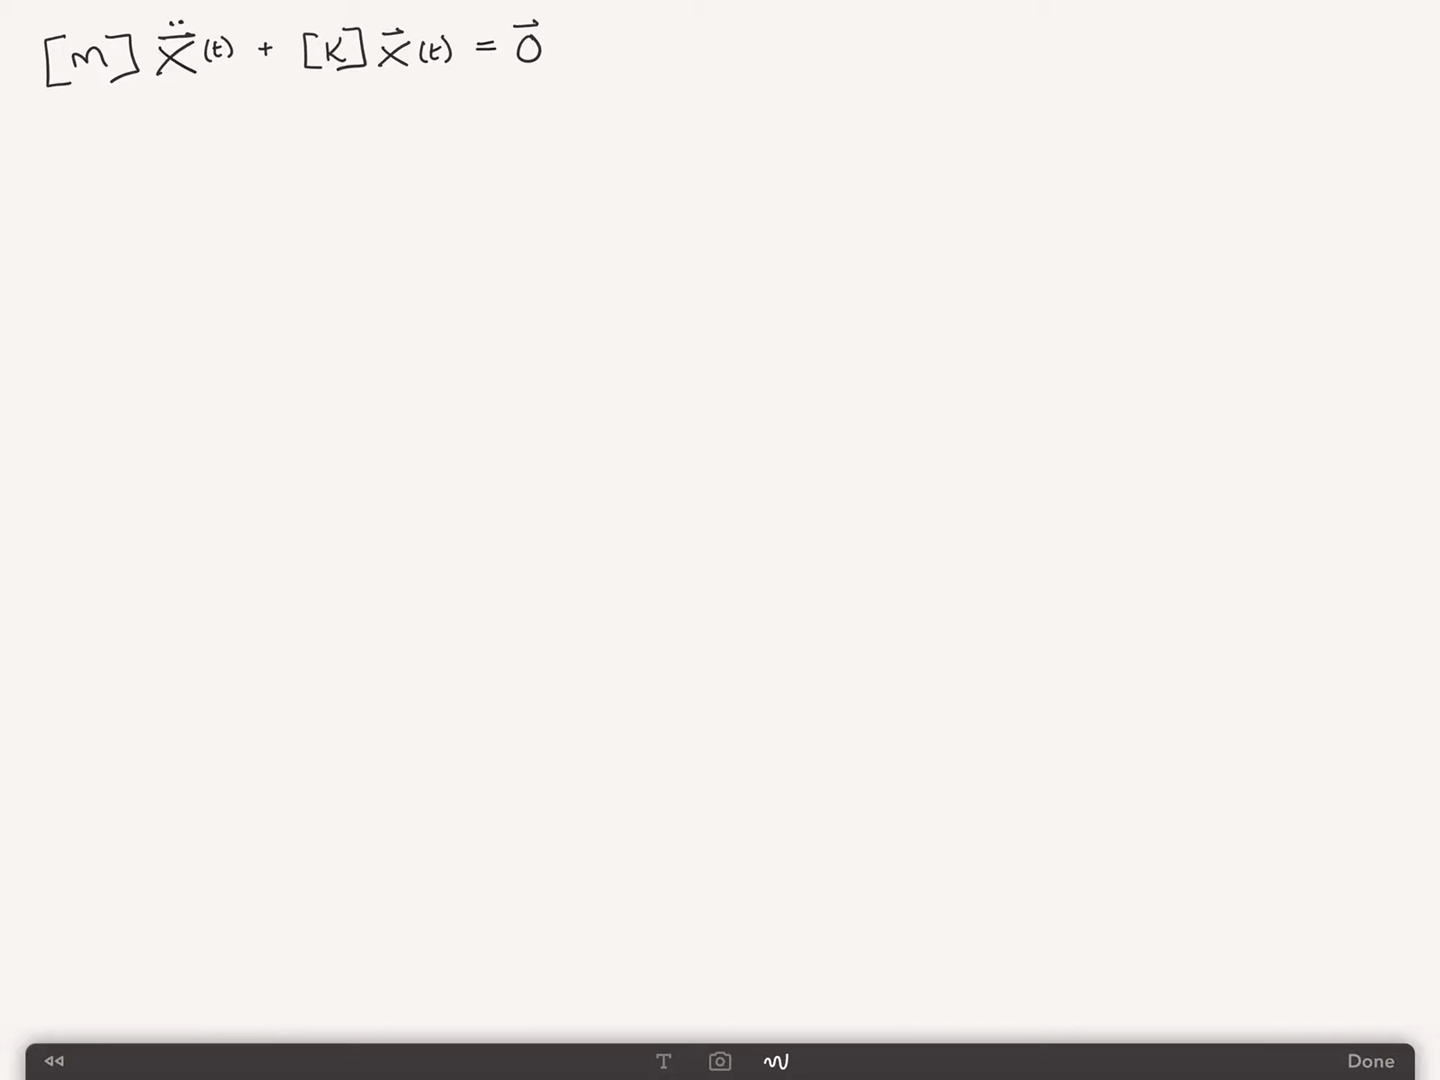 [m] ẍ⃗(t) + [K] x⃗(t) = 0⃗
T Done